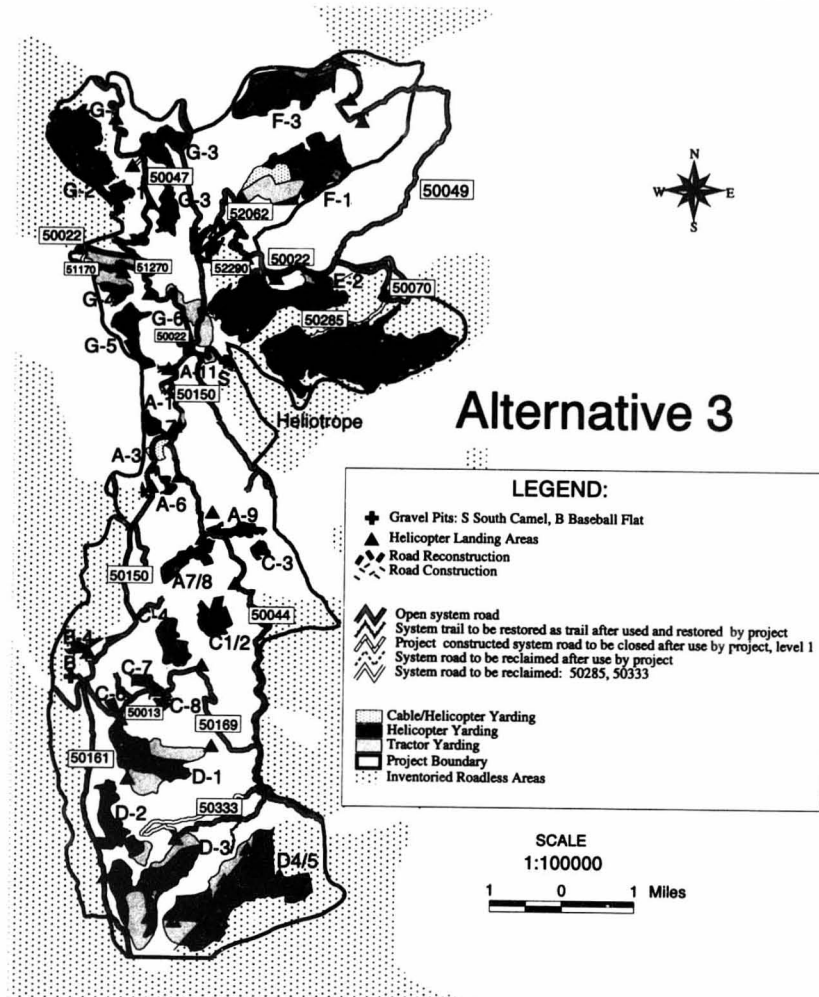 F-3
G-1
G-3
50047
G-2
G-3
F-1
50049
52062
50022
50022
51170
51270
52290
E-2
50070
G-4
G-6
50285
50022
G-5
A-11
S
50150
A-1
Heliotrope
A-3
A-6
A-9
C-3
A7/8
50150
50044
C-4
C1/2
B-4
B
C-7
C-6
50013
C-8
50169
50161
D-1
50333
D-2
D-3
D4/5
N
W E
S
Alternative 3
LEGEND:
Gravel Pits: S South Camel, B Baseball Flat
Helicopter Landing Areas
Road Reconstruction
Road Construction
Open system road
System trail to be restored as trail after used and restored by project
Project constructed system road to be closed after use by project, level 1
System road to be reclaimed after use by project
System road to be reclaimed: 50285, 50333
Cable/Helicopter Yarding
Helicopter Yarding
Tractor Yarding
Project Boundary
Inventoried Roadless Areas
SCALE
1:100000
1 0 1 Miles